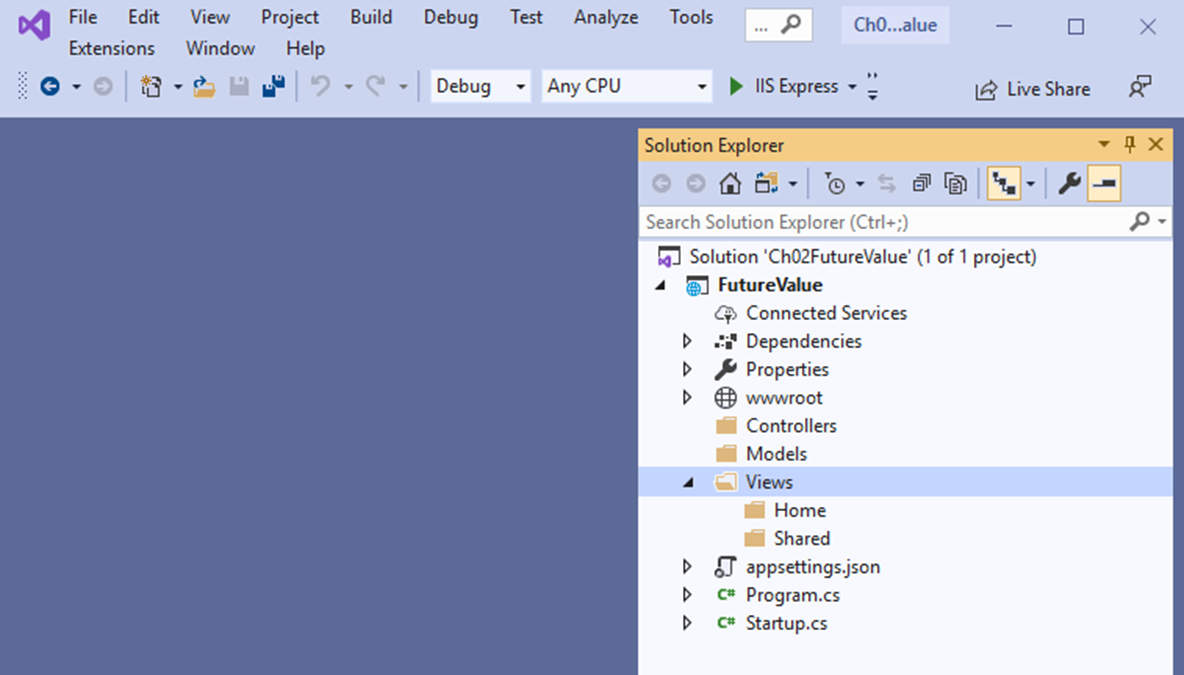 File Edit View Project Build Debug Test Analyze Tools ... Ch0...alue
Extensions Window Help
Debug Any CPU IIS Express Live Share
Solution Explorer
Search Solution Explorer (Ctrl+;)
Solution 'Ch02FutureValue' (1 of 1 project)
FutureValue
Connected Services
Dependencies
Properties
wwwroot
Controllers
Models
Views
Home
Shared
appsettings.json
C# Program.cs
C# Startup.cs